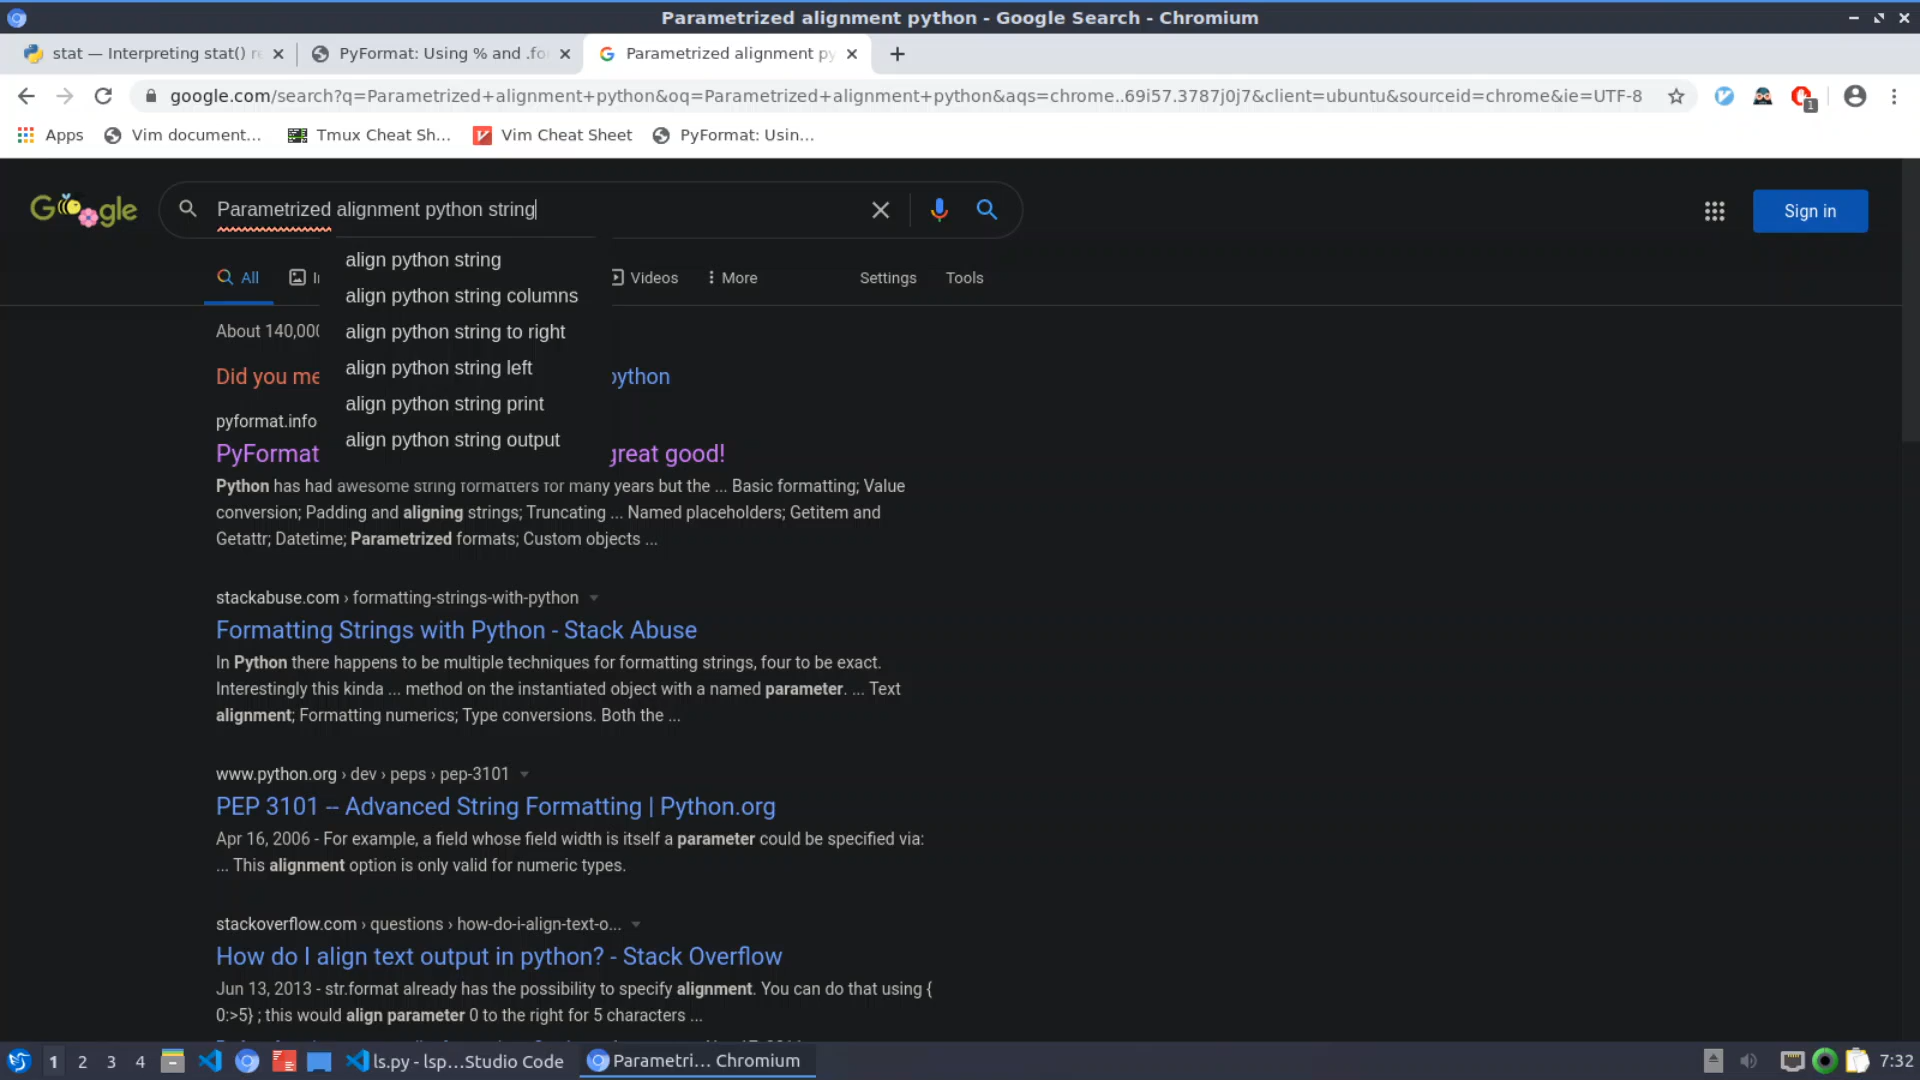 Parametrized alignment python - Google Search - Chromium
stat — Interpreting stat() re
PyFormat: Using % and .fo
Parametrized alignment py
google.com/search?q=Parametrized+alignment+python&oq=Parametrized+alignment+python&aqs=chrome..69i57.3787j0j7&client=ubuntu&sourceid=chrome&ie=UTF-8
1
Apps
Vim document...
Tmux Cheat Sh...
Vim Cheat Sheet
PyFormat: Usin...
Google
Parametrized alignment python string
Sign in
align python string
align python string columns
align python string to right
align python string left
align python string print
align python string output
All
Videos
More
Settings
Tools
About 140,000
Did you me
python
pyformat.info
PyFormat
great good!
Python has had awesome string formatters for many years but the ... Basic formatting; Value
conversion; Padding and aligning strings; Truncating ... Named placeholders; Getitem and
Getattr; Datetime; Parametrized formats; Custom objects ...
stackabuse.com › formatting-strings-with-python
Formatting Strings with Python - Stack Abuse
In Python there happens to be multiple techniques for formatting strings, four to be exact.
Interestingly this kinda ... method on the instantiated object with a named parameter. ... Text
alignment; Formatting numerics; Type conversions. Both the ...
www.python.org › dev › peps › pep-3101
PEP 3101 -- Advanced String Formatting | Python.org
Apr 16, 2006 - For example, a field whose field width is itself a parameter could be specified via:
... This alignment option is only valid for numeric types.
stackoverflow.com › questions › how-do-i-align-text-o...
How do I align text output in python? - Stack Overflow
Jun 13, 2013 - str.format already has the possibility to specify alignment. You can do that using {
0:>5} ; this would align parameter 0 to the right for 5 characters ...
1
2
3
4
ls.py - lsp...Studio Code
Parametri... Chromium
7:32